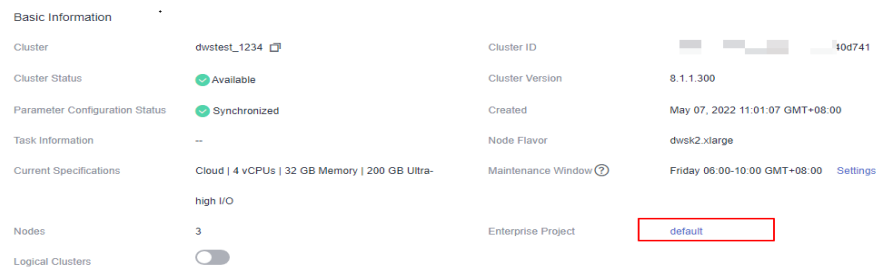 Basic Information
Cluster dwstest_1234 Cluster ID 40d741
Cluster Status Available Cluster Version 8.1.1.300
Parameter Configuration Status Synchronized Created May 07, 2022 11:01:07 GMT+08:00
Task Information -- Node Flavor dwsk2.xlarge
Current Specifications Cloud | 4 vCPUs | 32 GB Memory | 200 GB Ultra- Maintenance Window ? Friday 06:00-10:00 GMT+08:00 Settings
high I/O
Nodes 3 Enterprise Project default
Logical Clusters